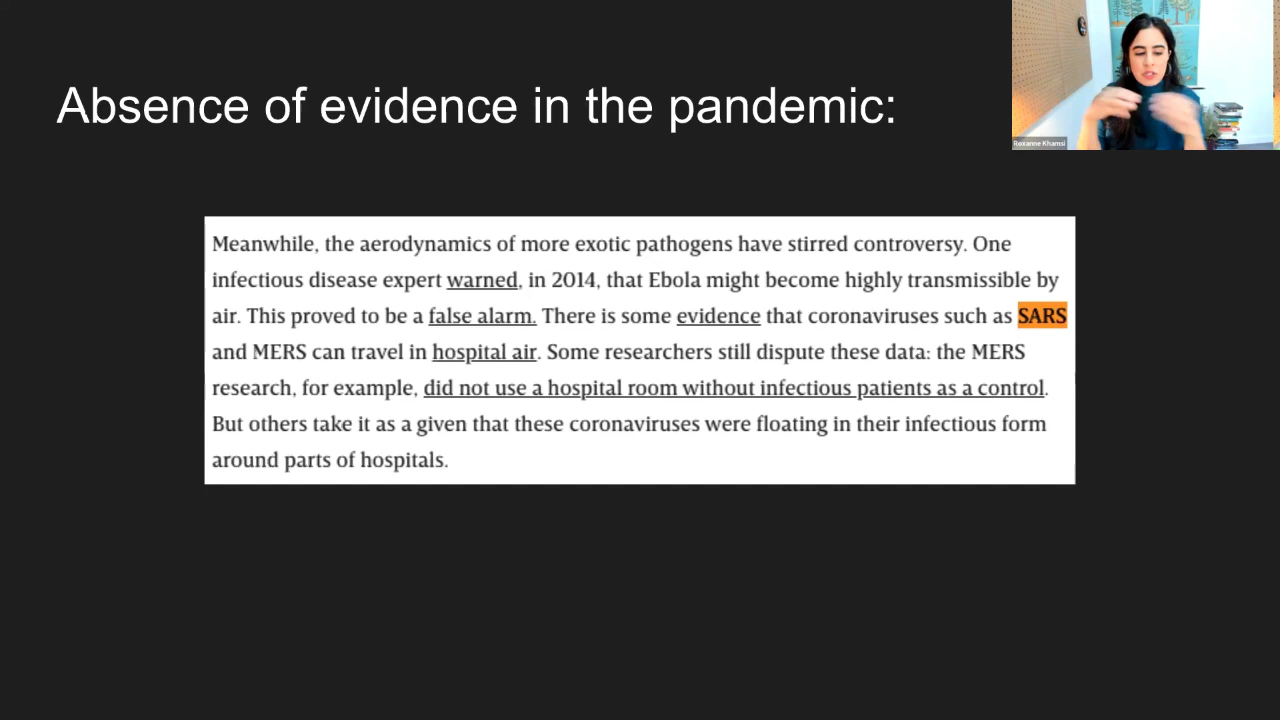 Absence of evidence in the pandemic:
Roxanne Khamsi
Meanwhile, the aerodynamics of more exotic pathogens have stirred controversy. One
infectious disease expert warned, in 2014, that Ebola might become highly transmissible by
air. This proved to be a false alarm. There is some evidence that coronaviruses such as SARS
and MERS can travel in hospital air. Some researchers still dispute these data: the MERS
research, for example, did not use a hospital room without infectious patients as a control.
But others take it as a given that these coronaviruses were floating in their infectious form
around parts of hospitals.